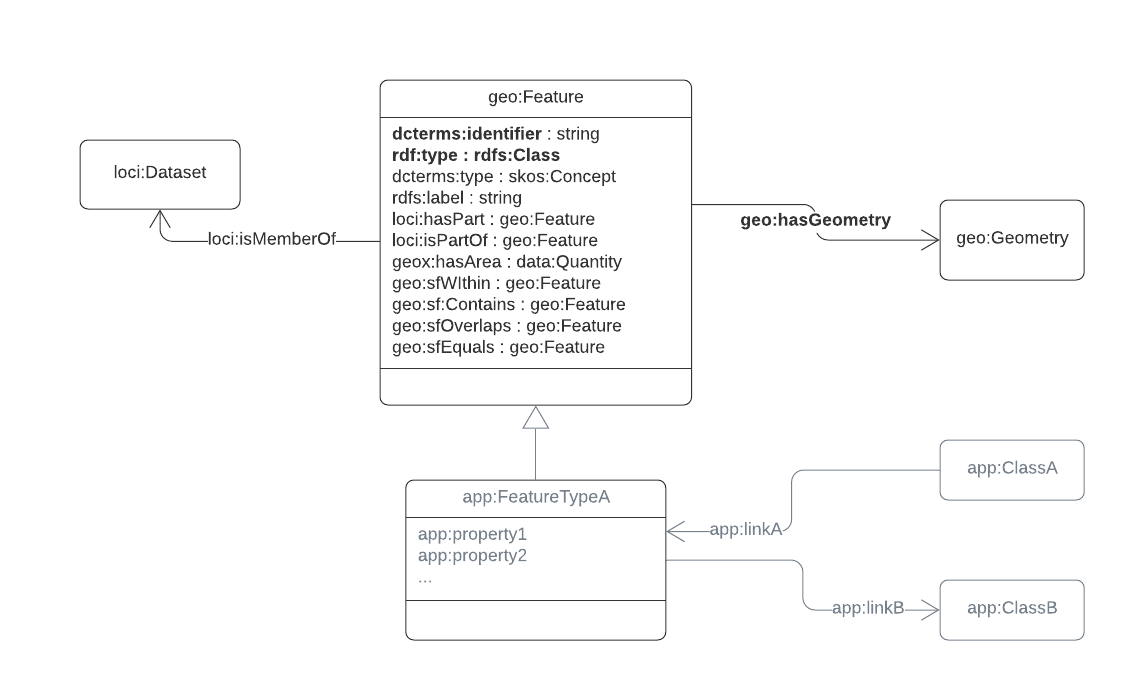 geo:Feature
dcterms:identifier : string
rdf:type : rdfs:Class
dcterms:type : skos:Concept
rdfs:label : string
loci:hasPart : geo:Feature
loci:isPartOf : geo:Feature
geox:hasArea : data:Quantity
geo:sfWIthin : geo:Feature
geo:sf:Contains : geo:Feature
geo:sfOverlaps : geo:Feature
geo:sfEquals : geo:Feature
loci:Dataset
loci:isMemberOf
geo:hasGeometry
geo:Geometry
app:FeatureTypeA
app:property1
app:property2
...
app:linkA
app:ClassA
app:linkB
app:ClassB